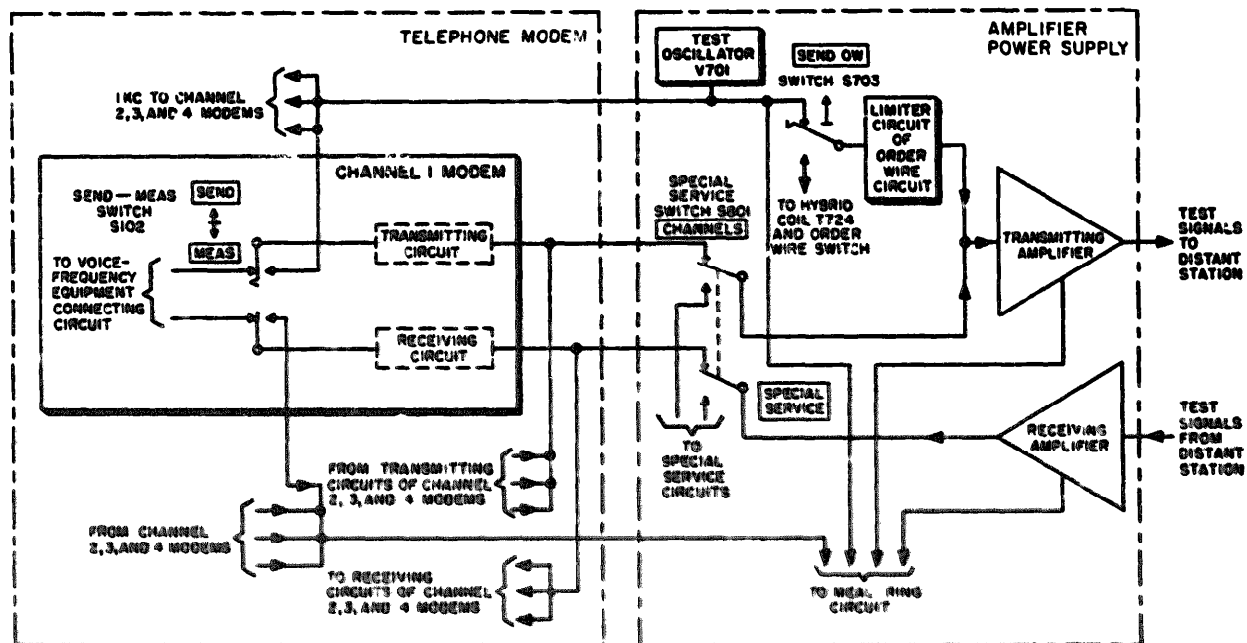 TELEPHONE MODEM
AMPLIFIER
POWER SUPPLY
TEST
OSCILLATOR
V701
SEND OW
SWITCH S703
1 KC TO CHANNEL
2, 3, AND 4 MODEMS
LIMITER
CIRCUIT
OF
ORDER
WIRE
CIRCUIT
CHANNEL 1 MODEM
SEND-MEAS
SWITCH
S102
SEND
MEAS
SPECIAL
SERVICE
SWITCH S801
CHANNELS
TO HYBRID
COIL T724
AND ORDER
WIRE SWITCH
TRANSMITTING
CIRCUIT
TRANSMITTING
AMPLIFIER
TEST
SIGNALS
TO
DISTANT
STATION
TO VOICE-
FREQUENCY
EQUIPMENT
CONNECTING
CIRCUIT
RECEIVING
CIRCUIT
SPECIAL
SERVICE
RECEIVING
AMPLIFIER
TEST
SIGNALS
FROM
DISTANT
STATION
TO
SPECIAL
SERVICE
CIRCUITS
FROM TRANSMITTING
CIRCUITS OF CHANNEL
2, 3, AND 4 MODEMS
FROM CHANNEL
2, 3, AND 4 MODEMS
TO RECEIVING
CIRCUITS OF CHANNEL
2, 3, AND 4 MODEMS
TO MEAS RING
CIRCUIT